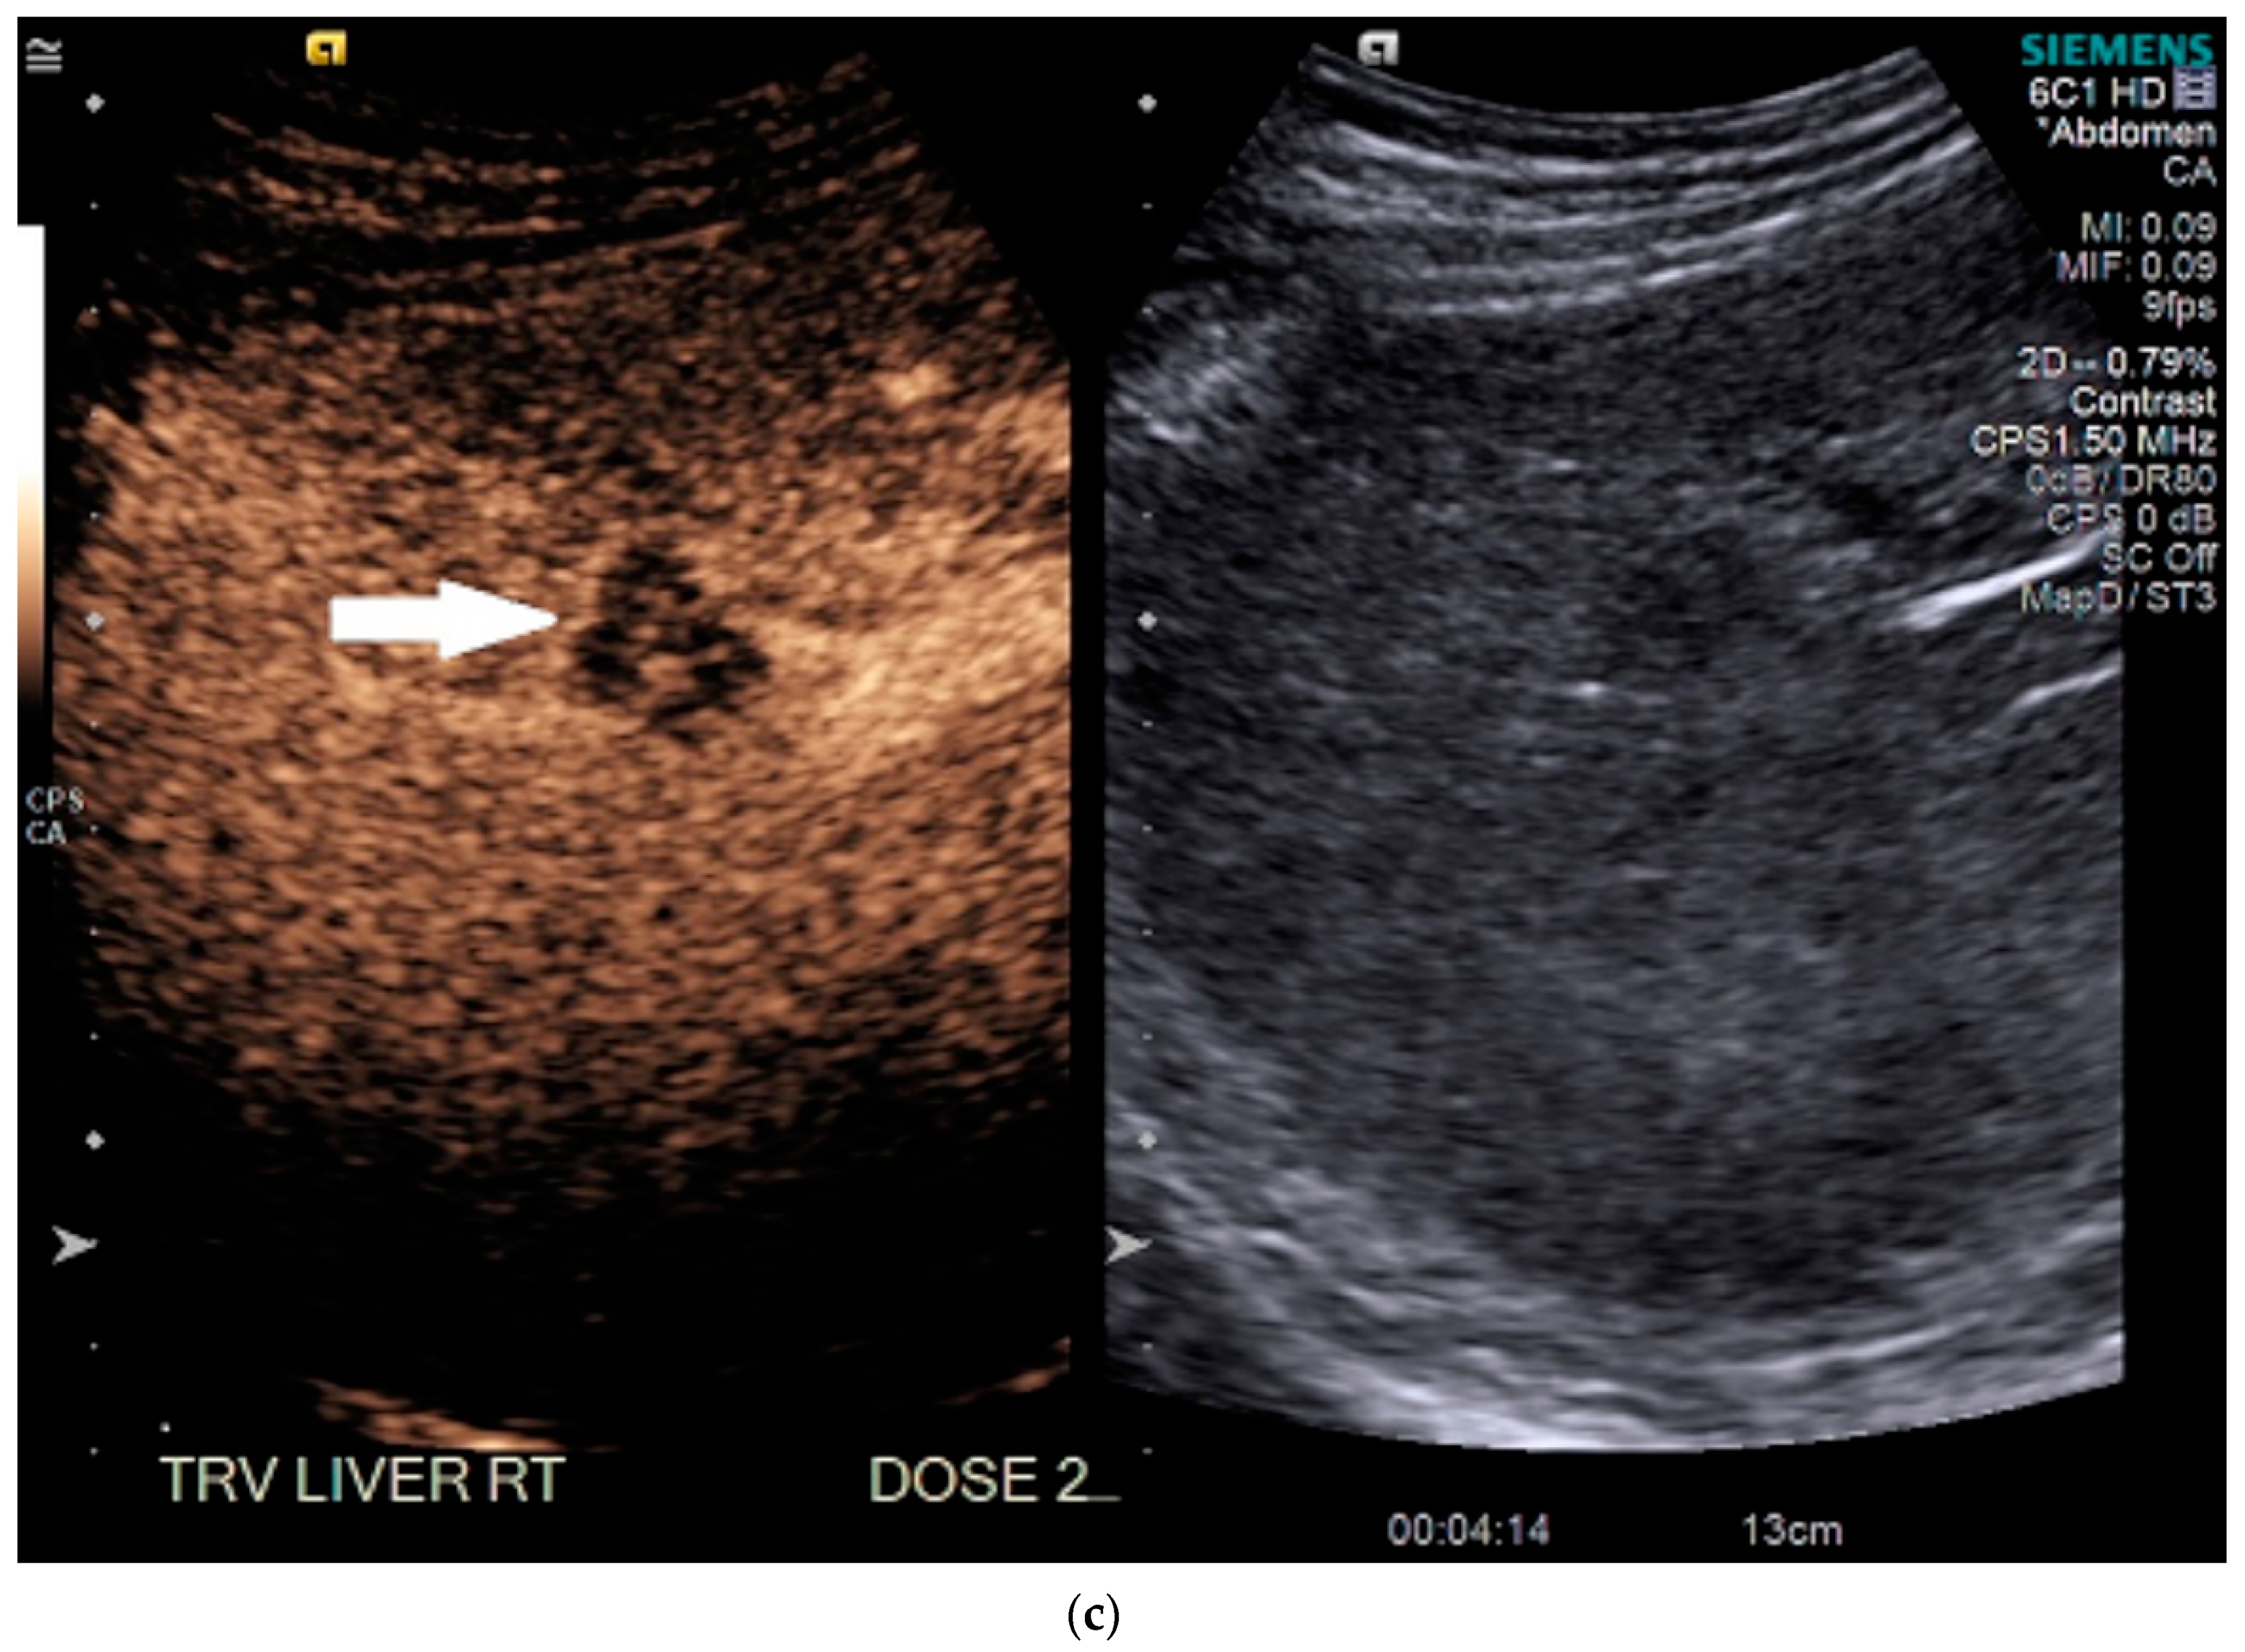 SIEMENS
6C1 HD
*Abdomen
CA
MI: 0.09
MIF: 0.09
9fps
2D-- 0.79%
Contrast
CPS1.50 MHz
0dB/DR80
CPS 0 dB
SC Off
MapD/ST3
CPS
CA
TRV LIVER RT
DOSE 2_
00:04:14
13cm
(c)